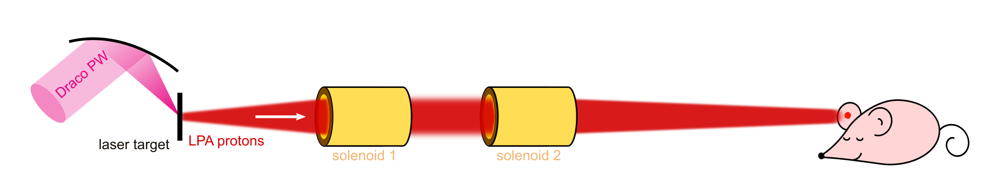 Draco PW
laser target
LPA protons
solenoid 1
solenoid 2